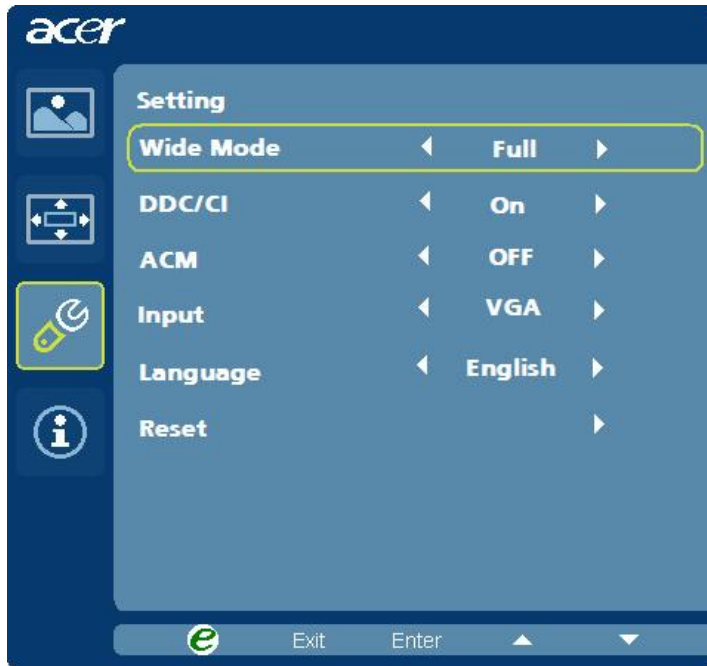 acer
Setting
Wide Mode Full
DDC/CI On
ACM OFF
Input VGA
Language English
Reset
e Exit Enter